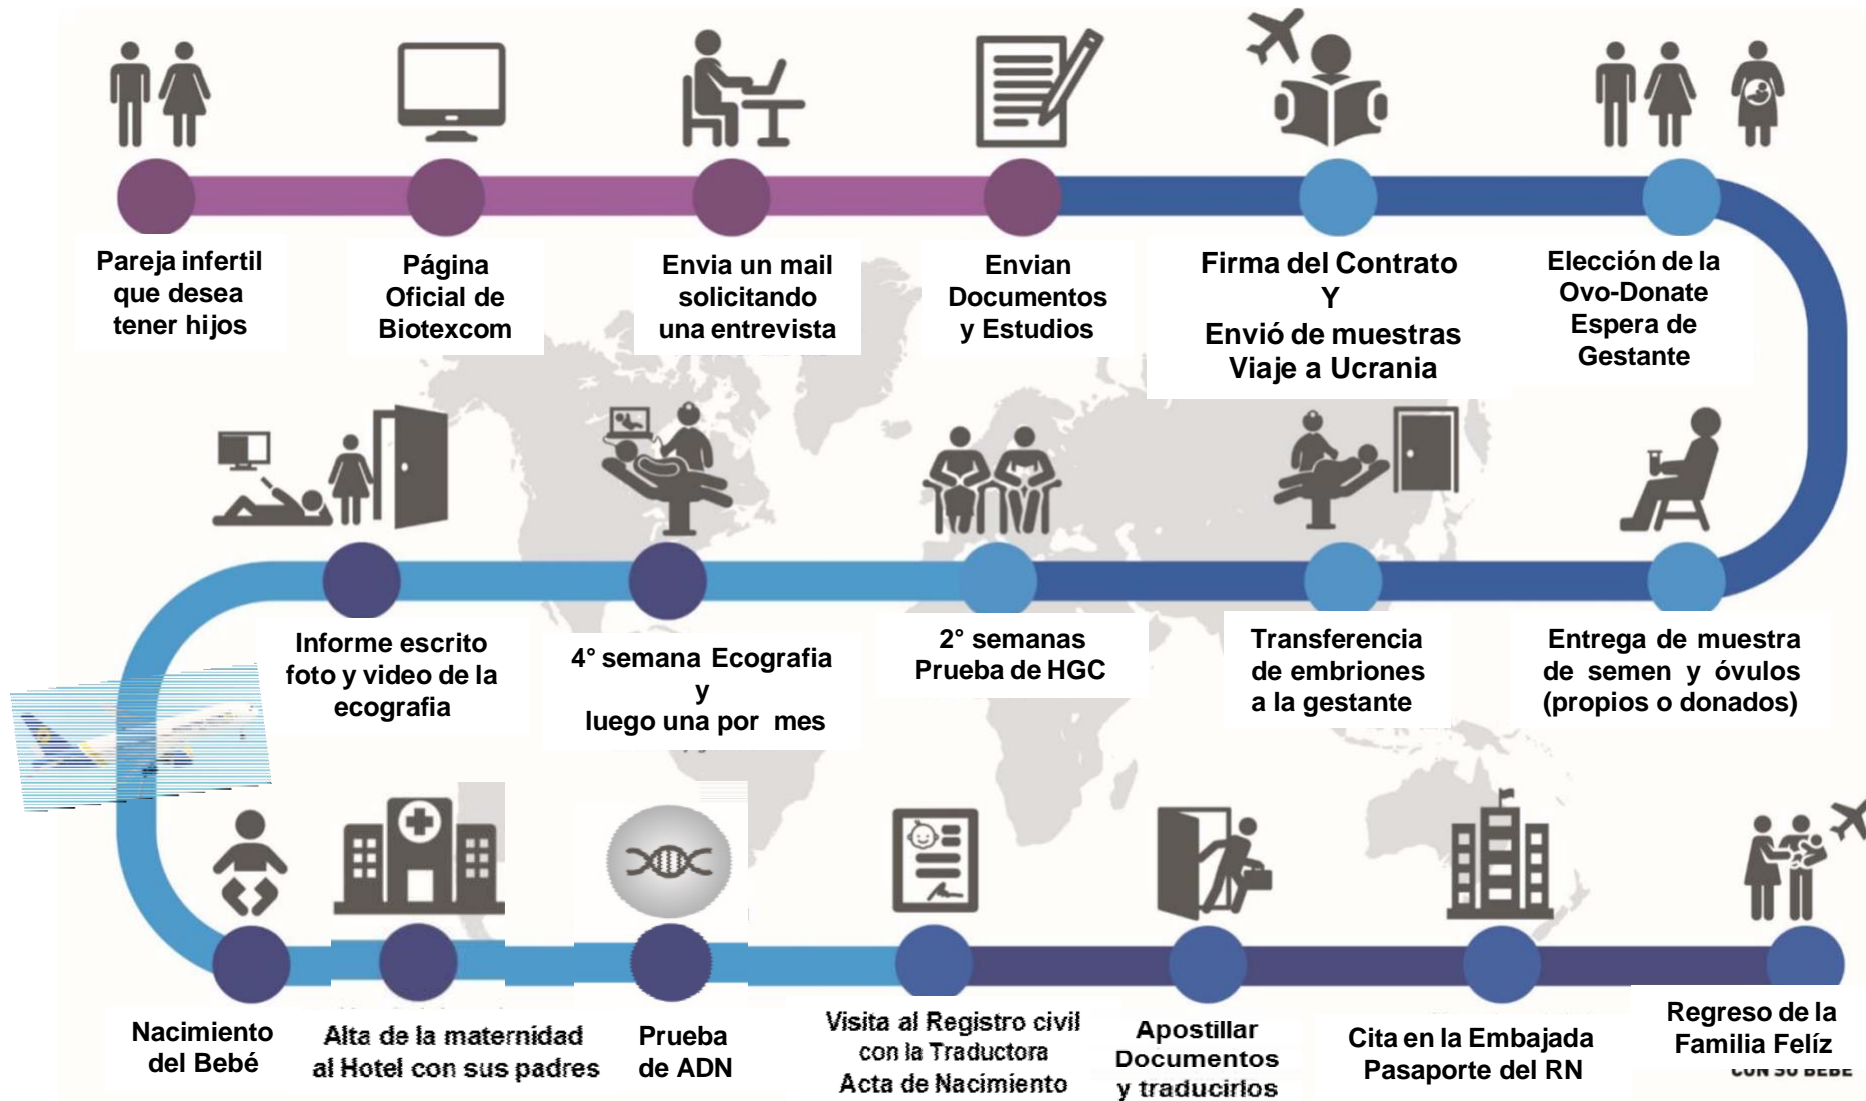 Pareja infertil
que desea
tener hijos
Página
Oficial de
Biotexcom
Envia un mail
solicitando
una entrevista
Envian
Documentos
y Estudios
Firma del Contrato
Y
Envió de muestras
Viaje a Ucrania
Elección de la
Ovo-Donate
Espera de
Gestante
Informe escrito
foto y video de la
ecografia
4° semana Ecografia
y
luego una por mes
2° semanas
Prueba de HGC
Transferencia
de embriones
a la gestante
Entrega de muestra
de semen y óvulos
(propios o donados)
Nacimiento
del Bebé
Alta de la maternidad
al Hotel con sus padres
Prueba
de ADN
Visita al Registro civil
con la Traductora
Acta de Nacimiento
Apostillar
Documentos
y traducirlos
Cita en la Embajada
Pasaporte del RN
Regreso de la
Familia Felíz
CON SU BEBE